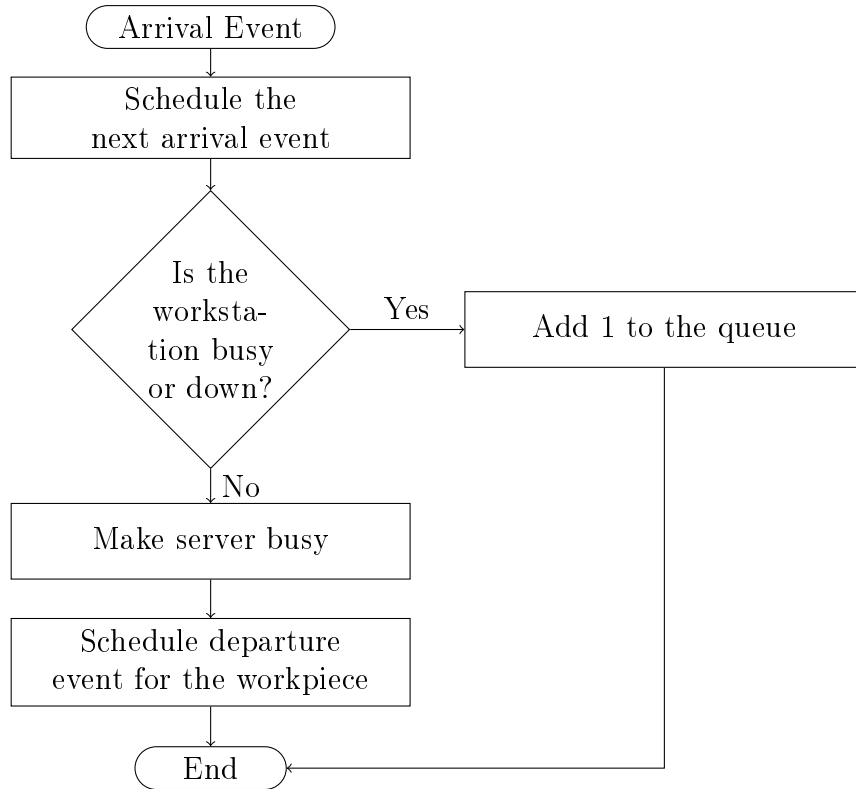 Arrival Event
Schedule the
next arrival event
Is the
worksta-
tion busy
or down?
Yes
Add 1 to the queue
No
Make server busy
Schedule departure
event for the workpiece
End